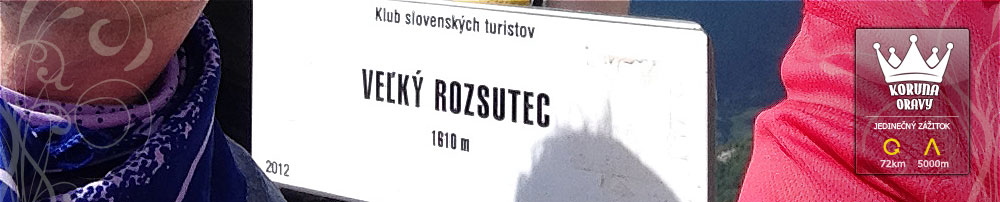 Klub slovenských turistov
VEĽKÝ ROZSUTEC
1610 m
2012
KORUNA
ORAVY
JEDINEČNÝ ZÁŽITOK
72km
5000m